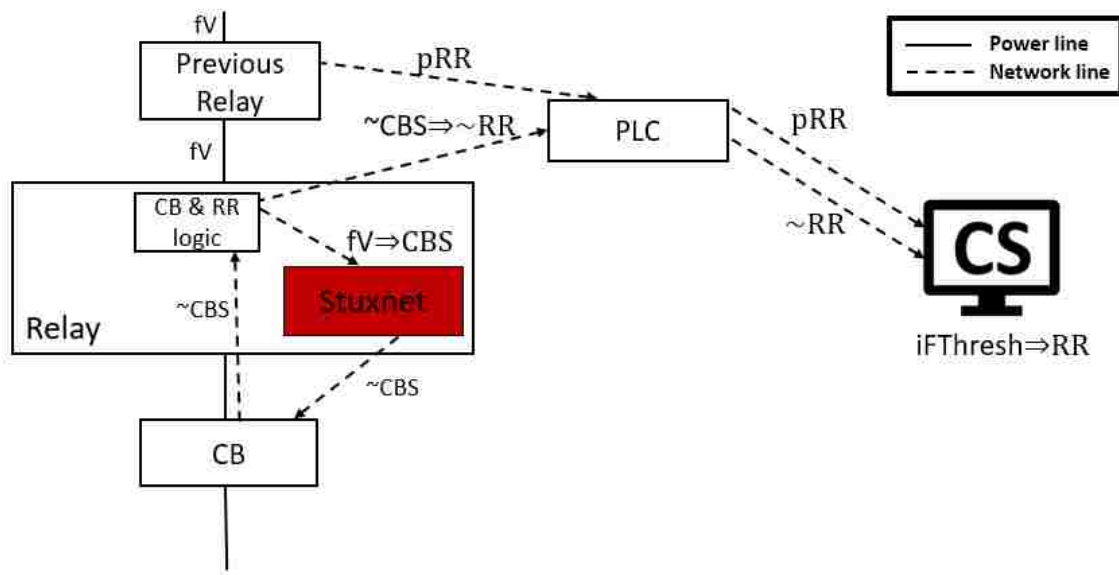 fV
Previous
Relay
pRR
Power line
Network line
~CBS⇒~RR
PLC
pRR
fV
CB & RR
logic
fV⇒CBS
~RR
CS
Stuxnet
~CBS
Relay
iFThresh⇒RR
~CBS
CB